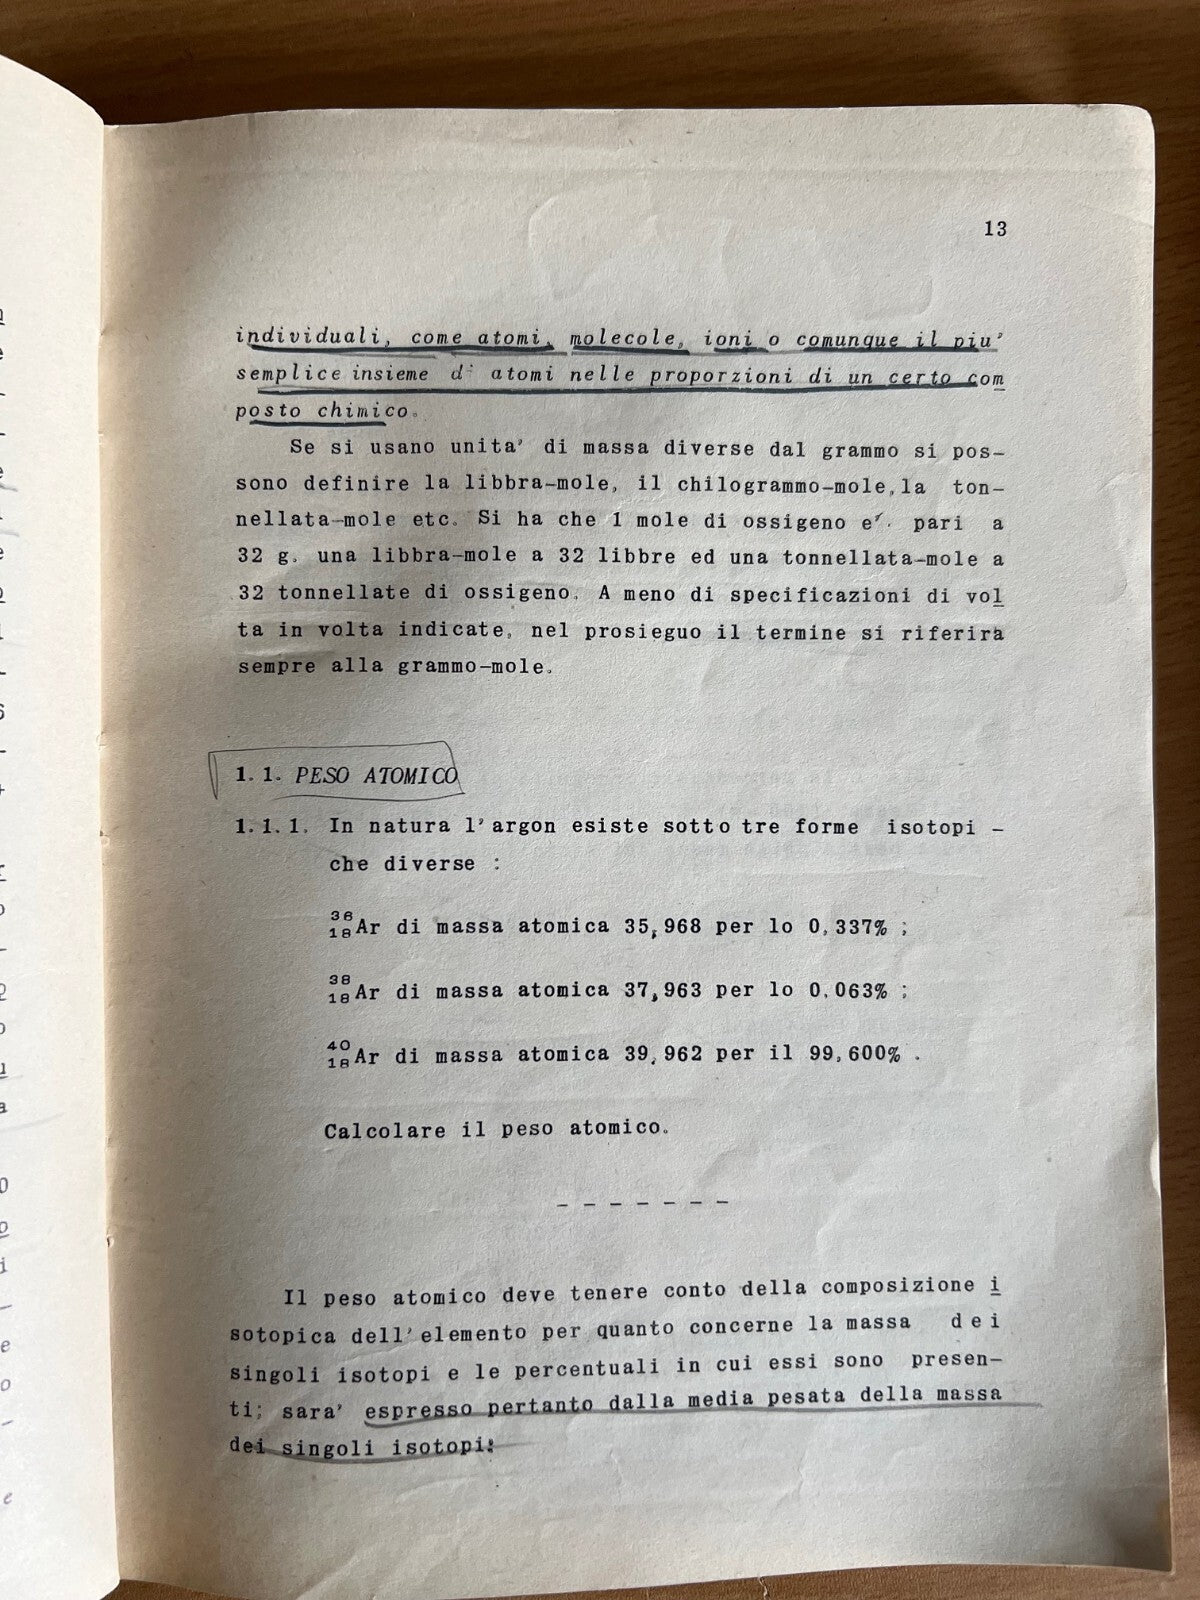 13
individuali, come atomi, molecole, ioni o comunque il piu'
semplice insieme d' atomi nelle proporzioni di un certo com
posto chimico.
Se si usano unita' di massa diverse dal grammo si pos-
sono definire la libbra-mole, il chilogrammo-mole, la ton-
nellata-mole etc. Si ha che 1 mole di ossigeno e' pari a
32 g. una libbra-mole a 32 libbre ed una tonnellata-mole a
32 tonnellate di ossigeno. A meno di specificazioni di vol
ta in volta indicate, nel prosieguo il termine si riferira
sempre alla grammo-mole.
1.1. PESO ATOMICO
1.1.1. In natura l'argon esiste sotto tre forme isotopi -
che diverse :
³⁶₁₈Ar di massa atomica 35,968 per lo 0,337% ;
³⁸₁₈Ar di massa atomica 37,963 per lo 0,063% ;
⁴⁰₁₈Ar di massa atomica 39,962 per il 99,600% .
Calcolare il peso atomico.
- - - - - - -
Il peso atomico deve tenere conto della composizione i
sotopica dell'elemento per quanto concerne la massa dei
singoli isotopi e le percentuali in cui essi sono presen-
ti; sara' espresso pertanto dalla media pesata della massa
dei singoli isotopi: